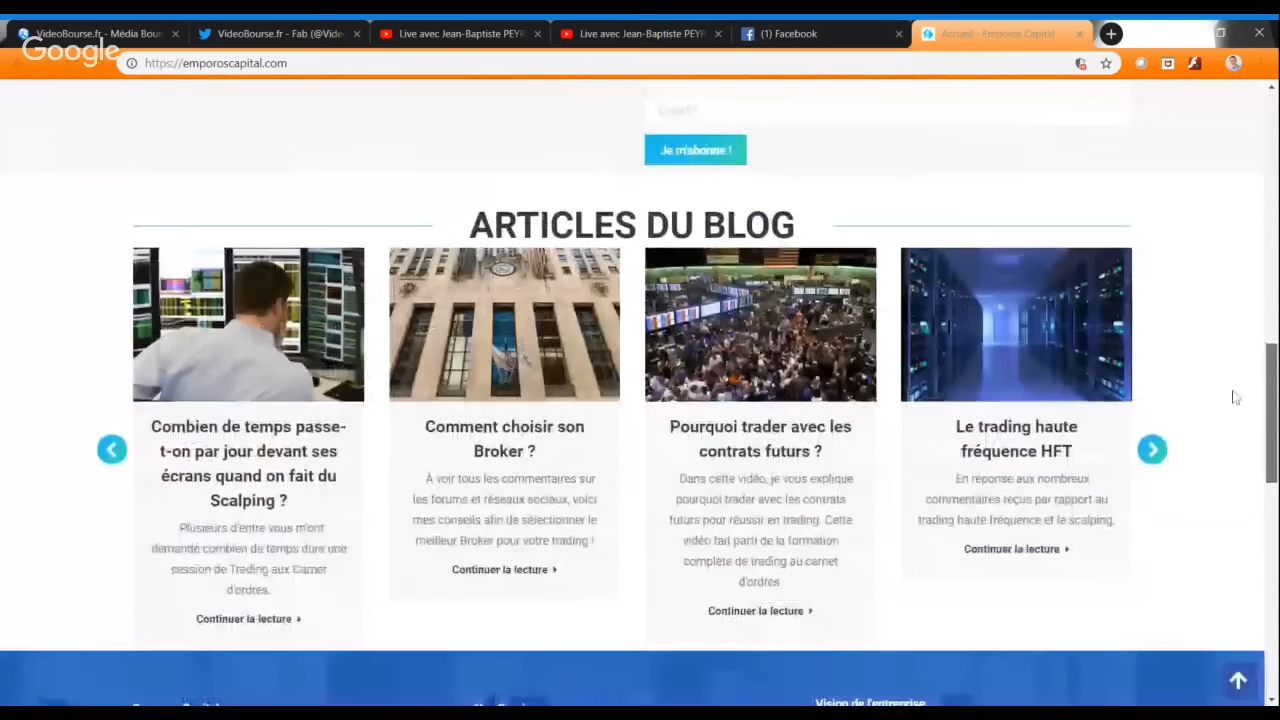 VideoBourse.fr - Média Bour
VideoBourse.fr - Fab (@Vide
Live avec Jean-Baptiste PEYR
Live avec Jean-Baptiste PEYR
(1) Facebook
Accueil - Emporos Capital
Google
https://emporoscapital.com
Je m'abonne !
ARTICLES DU BLOG
Combien de temps passe-
t-on par jour devant ses
écrans quand on fait du
Scalping ?
Plusieurs d'entre vous m'ont
demandé combien de temps dure une
session de Trading aux Carnet
d'ordres.
Continuer la lecture
Comment choisir son
Broker ?
À voir tous les commentaires sur
les forums et réseaux sociaux, voici
mes conseils afin de sélectionner le
meilleur Broker pour votre trading !
Continuer la lecture
Pourquoi trader avec les
contrats futurs ?
Dans cette vidéo, je vous explique
pourquoi trader avec les contrats
futurs pour réussir en trading. Cette
vidéo fait parti de la formation
complète de trading au carnet
d'ordres.
Continuer la lecture
Le trading haute
fréquence HFT
En réponse aux nombreux
commentaires reçus par rapport au
trading haute fréquence et le scalping.
Continuer la lecture
Vision de l'entreprise